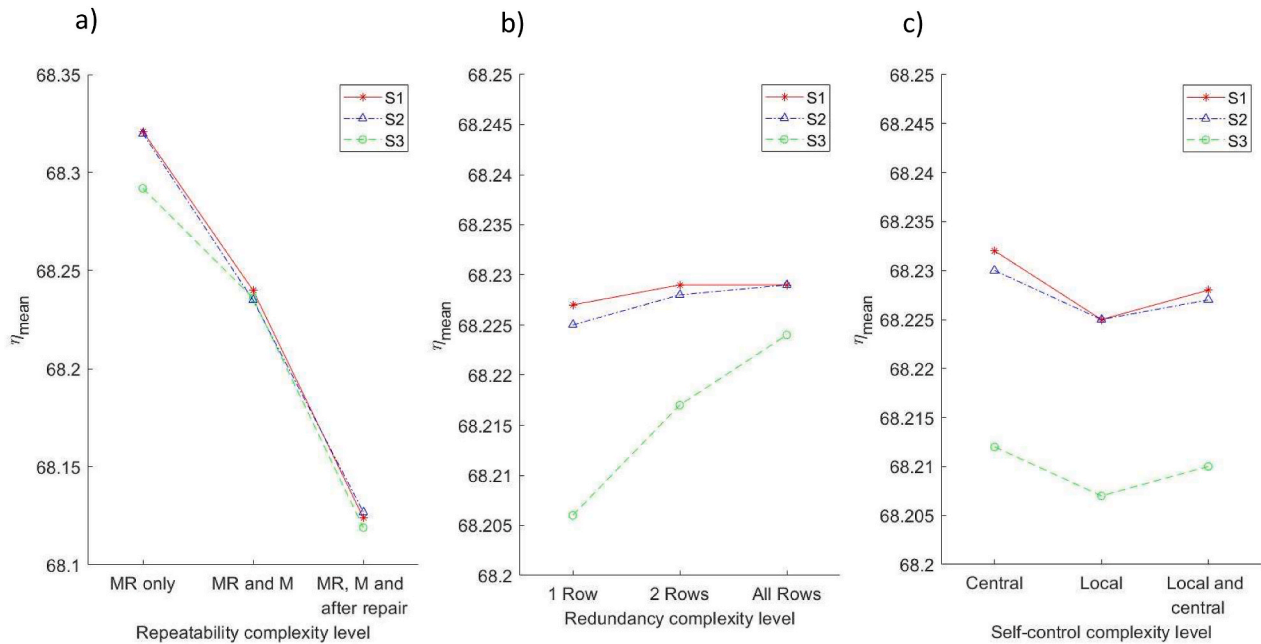 a)
68.35
68.3
68.25
68.2
68.15
68.1
η mean
S1
S2
S3
MR only
MR and M
MR, M and
after repair
Repeatability complexity level
b)
68.25
68.245
68.24
68.235
68.23
68.225
68.22
68.215
68.21
68.205
68.2
η mean
S1
S2
S3
1 Row
2 Rows
All Rows
Redundancy complexity level
c)
68.25
68.245
68.24
68.235
68.23
68.225
68.22
68.215
68.21
68.205
68.2
η mean
S1
S2
S3
Central
Local
Local and
central
Self-control complexity level